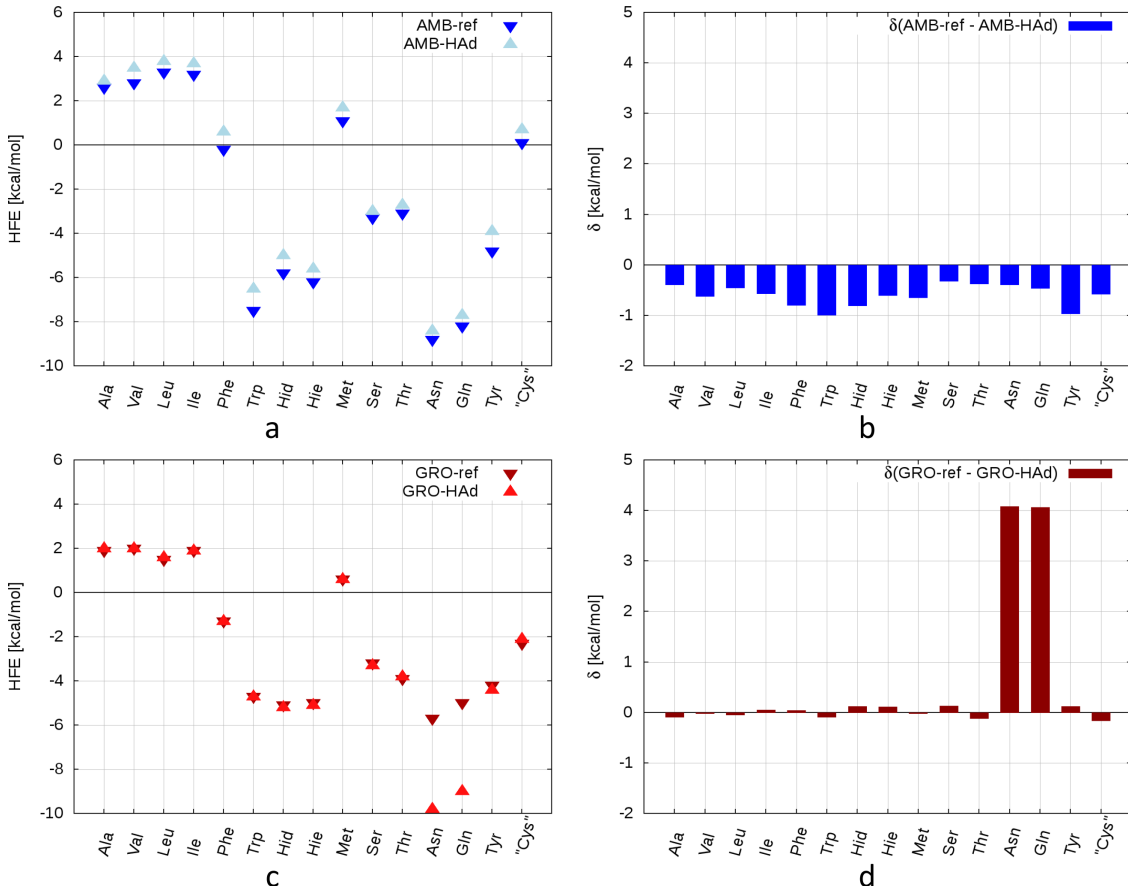 AMB-ref
AMB-HAd
HFE [kcal/mol]
6
4
2
0
-2
-4
-6
-8
-10
Ala
Val
Leu
Ile
Phe
Trp
Hid
Hie
Met
Ser
Thr
Asn
Gln
Tyr
"Cys"
a
δ(AMB-ref - AMB-HAd)
δ [kcal/mol]
5
4
3
2
1
0
-1
-2
Ala
Val
Leu
Ile
Phe
Trp
Hid
Hie
Met
Ser
Thr
Asn
Gln
Tyr
"Cys"
b
GRO-ref
GRO-HAd
HFE [kcal/mol]
6
4
2
0
-2
-4
-6
-8
-10
Ala
Val
Leu
Ile
Phe
Trp
Hid
Hie
Met
Ser
Thr
Asn
Gln
Tyr
"Cys"
c
δ(GRO-ref - GRO-HAd)
δ [kcal/mol]
5
4
3
2
1
0
-1
-2
Ala
Val
Leu
Ile
Phe
Trp
Hid
Hie
Met
Ser
Thr
Asn
Gln
Tyr
"Cys"
d